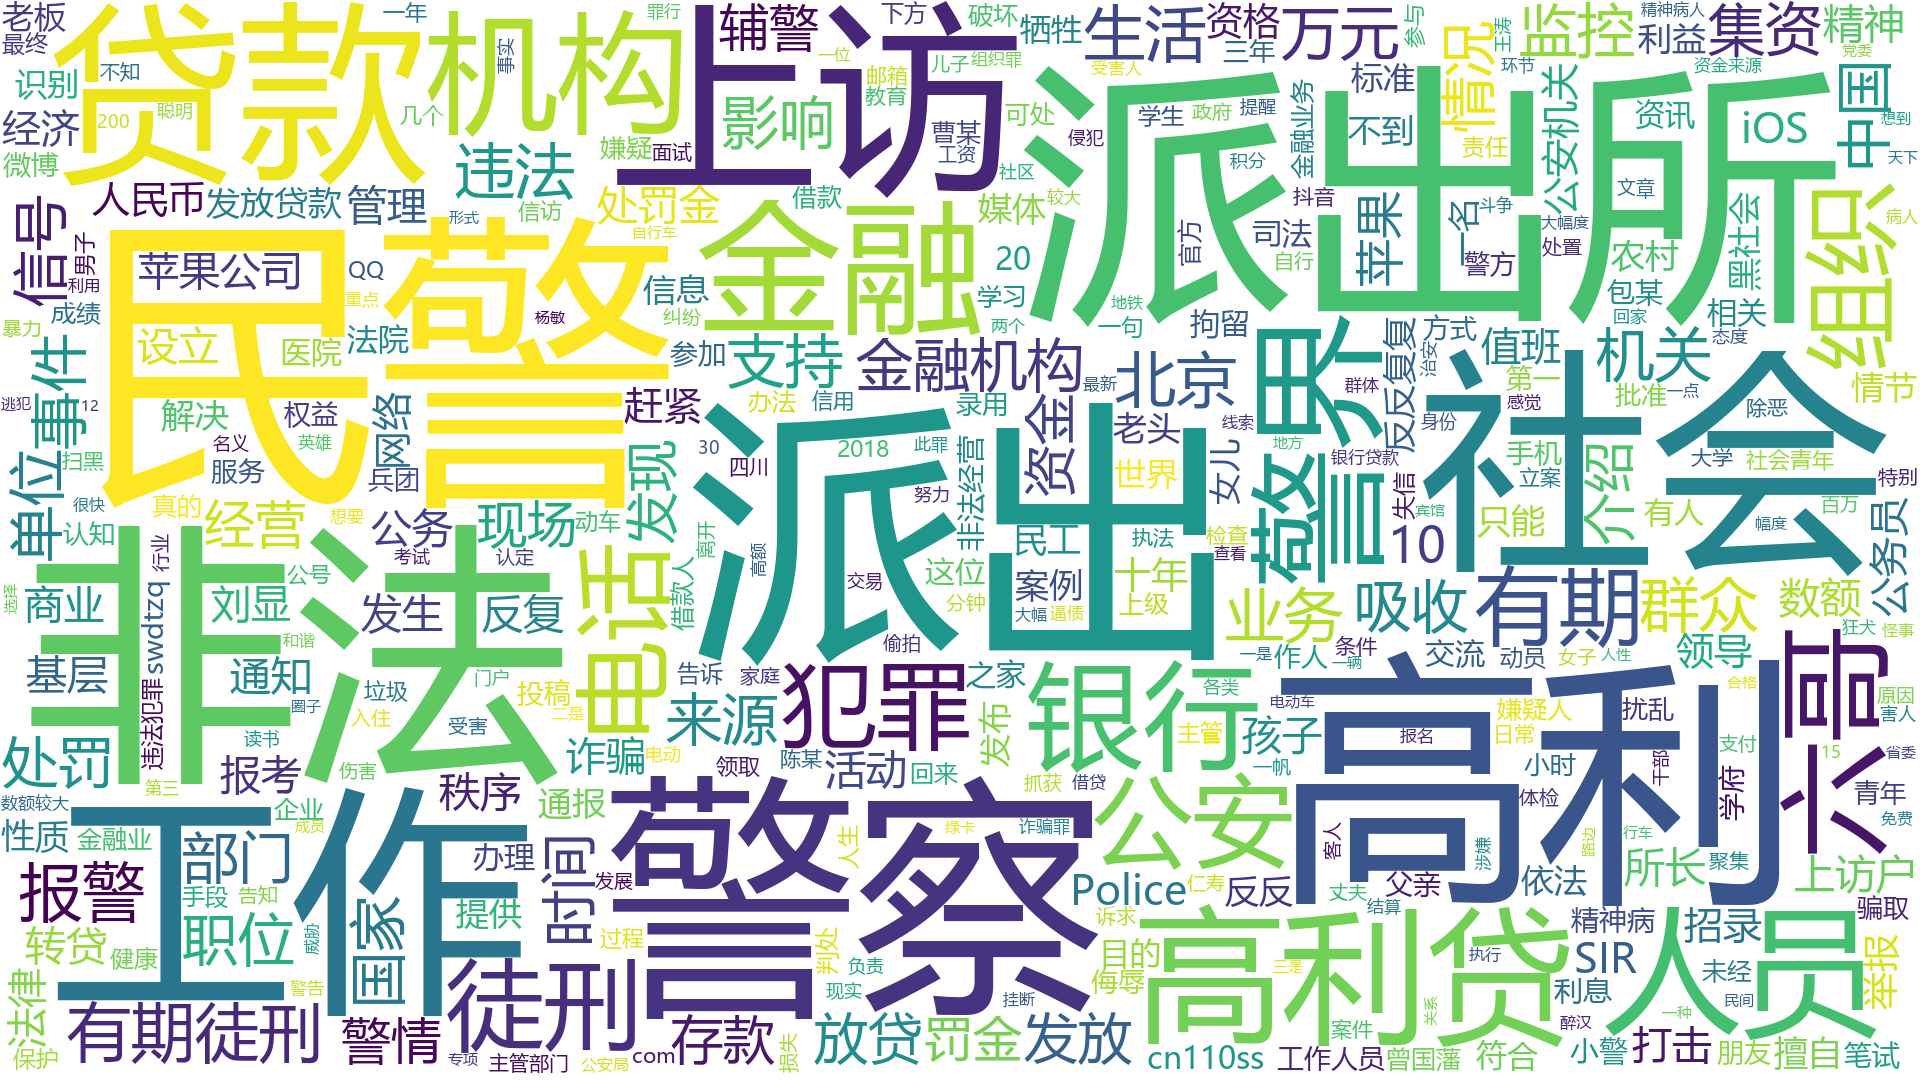 老板
贷款
机构
上访
辅警
下方
破坏
牺牲
生活
资格
万元
参与
王涛
监控
精神病人
利益
集资
精神
党委
一年
罪行
最终
不知
事实
一位
儿子
组织罪
受害人
三年
情况
环节
资金来源
识别
聪明
几个
影响
邮箱
教育
派出所
标准
金融业务
公安机关
中国
经济
200
微博
嫌疑
面试
曹某
工资
可处
学生
政府
提醒
侵犯
不到
责任
资讯
iOS
想到
天下
违法
社区
积分
人民币
发放贷款
管理
处罚金
借款
媒体
较大
抖音
苹果
一名
斗争
文章
黑社会
组织
病人
信号
男子
利用
形式
信访
自行车
金融
官方
司法
自行
警方
大幅度
处置
农村
苹果公司
QQ
重点
民警
信息
纠纷
杨敏
20
学习
两个
地铁
一句
拘留
包某
回家
相关
态度
暴力
成绩
设立
医院
法院
参加
支持
金融机构
最新
北京
警界
反反复复
方式
治安
值班
机关
情节
逃犯
12
单位
事件
解决
权益
网络
赶紧
办法
信用
录用
资金
老头
群体
线索
身份
第一
感觉
批准
一点
社会
除恶
扫黑
名义
英雄
服务
兵团
发现
30
四川
2018
此罪
努力
派出
非法经营
世界
女儿
地方
银行贷款
失信
手机
立案
介绍
大学
社会青年
特别
很快
真的
想要
认知
经营
公务
现场
动车
离开
民工
执法
检查
查看
宾馆
10
只能
有人
幅度
百万
公务员
选择
行业
公号
考试
认定
电话
高额
交易
借款人
这位
分钟
案例
大幅
逼债
十年
上级
商业
swdtzq
刘显
非法
发生
反复
偷拍
业务
吸收
有期
群众
数额
狂犬
怪事
和谐
基层
违法犯罪
通知
圈子
垃圾
门户
投稿
告诉
家庭
犯罪
之家
各类
一是
作人
一辆
条件
交流
动员
女子
人性
领导
入住
受害
二是
来源
银行
电动车
高利
嫌疑人
扰乱
合格
原因
害人
六哥
处罚
读书
报考
伤害
诈骗
电动
陈某
活动
回来
发布
主管
孩子
一帆
报名
日常
干部
支付
15
省委
第三
数额较大
企业
秩序
通报
领取
抓获
借贷
公安
小时
体检
学府
青年
免费
性质
金融业
成员
工作
部门
办理
时间
警察
人生
绿卡
诈骗罪
客人
涉嫌
路边
行车
所长
聚集
报警
手段
告知
职位
国家
提供
发展
Police
仁寿
反反
丈夫
父亲
依法
上访户
转贷
健康
威胁
过程
判处
负责
诉求
结算
高利贷
精神病
招录
骗取
法律
警告
徒刑
现实
挂断
目的
侮辱
三是
执行
SIR
人员
未经
利息
民间
举报
有期徒刑
保护
警情
专项
主管部门
公安局
com
存款
损失
放贷
罚金
发放
cn110ss
案件
关系
工作人员
曾国藩
一种
醉汉
符合
小警
打击
朋友
擅自
笔试